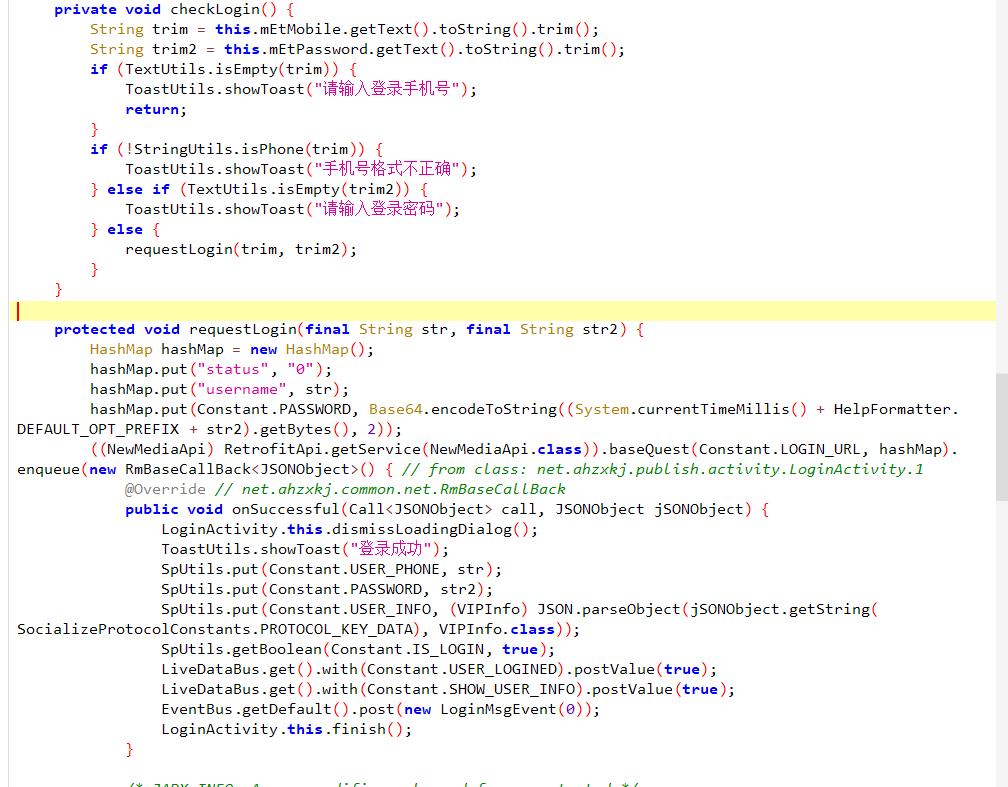 private void checkLogin() {
String trim = this.mEtMobile.getText().toString().trim();
String trim2 = this.mEtPassword.getText().toString().trim();
if (TextUtils.isEmpty(trim)) {
ToastUtils.showToast("请输入登录手机号");
return;
}
if (!StringUtils.isPhone(trim)) {
ToastUtils.showToast("手机号格式不正确");
} else if (TextUtils.isEmpty(trim2)) {
ToastUtils.showToast("请输入登录密码");
} else {
requestLogin(trim, trim2);
}
}
protected void requestLogin(final String str, final String str2) {
HashMap hashMap = new HashMap();
hashMap.put("status", "0");
hashMap.put("username", str);
hashMap.put(Constant.PASSWORD, Base64.encodeToString((System.currentTimeMillis() + HelpFormatter.
DEFAULT_OPT_PREFIX + str2).getBytes(), 2));
((NewMediaApi) RetrofitApi.getService(NewMediaApi.class)).baseQuest(Constant.LOGIN_URL, hashMap).
enqueue(new RmBaseCallBack<JSONObject>() { // from class: net.ahzxkj.publish.activity.LoginActivity.1
@Override // net.ahzxkj.common.net.RmBaseCallBack
public void onSuccessful(Call<JSONObject> call, JSONObject jSONObject) {
LoginActivity.this.dismissLoadingDialog();
ToastUtils.showToast("登录成功");
SpUtils.put(Constant.USER_PHONE, str);
SpUtils.put(Constant.PASSWORD, str2);
SpUtils.put(Constant.USER_INFO, (VIPInfo) JSON.parseObject(jSONObject.getString(
SocializeProtocolConstants.PROTOCOL_KEY_DATA), VIPInfo.class));
SpUtils.getBoolean(Constant.IS_LOGIN, true);
LiveDataBus.get().with(Constant.USER_LOGINED).postValue(true);
LiveDataBus.get().with(Constant.SHOW_USER_INFO).postValue(true);
EventBus.getDefault().post(new LoginMsgEvent(0));
LoginActivity.this.finish();
}